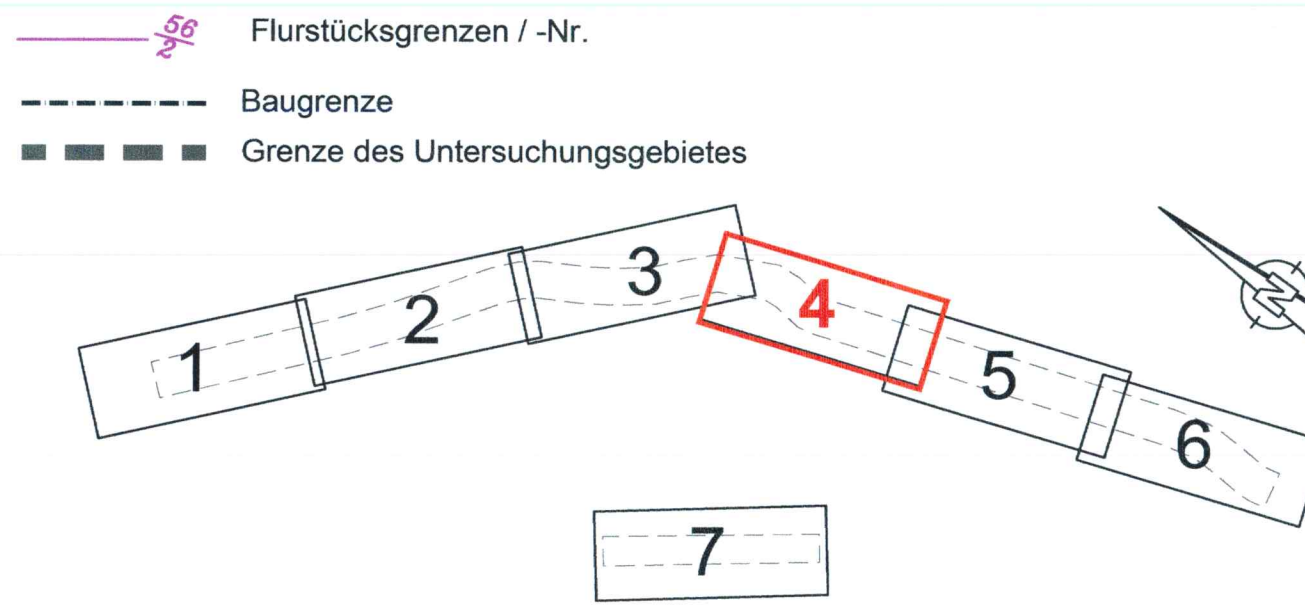 56/2 Flurstücksgrenzen / -Nr.
Baugrenze
Grenze des Untersuchungsgebietes
1 2 3 4 5 6
N
7